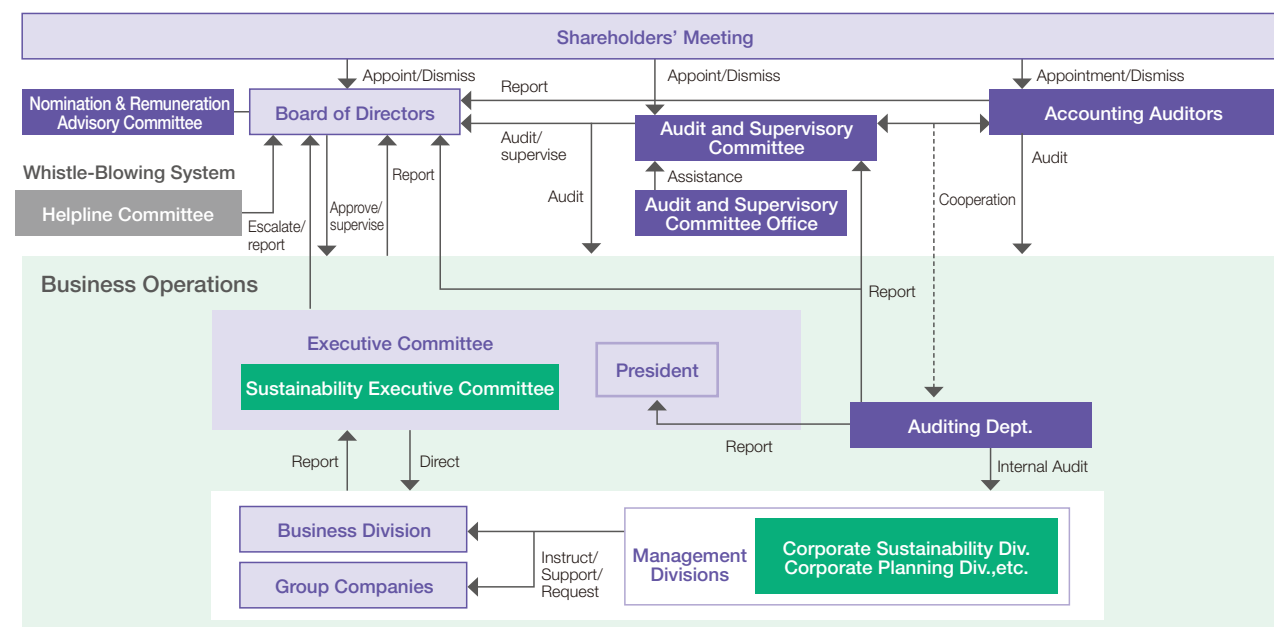 Shareholders’ Meeting
Appoint/Dismiss
Appoint/Dismiss
Appointment/Dismiss
Report
Nomination & Remuneration
Advisory Committee
Board of Directors
Accounting Auditors
Audit and Supervisory
Committee
Audit/
supervise
Audit
Whistle-Blowing System
Report
Assistance
Helpline Committee
Audit and Supervisory
Committee Office
Cooperation
Approve/
supervise
Audit
Escalate/
report
Business Operations
Report
Executive Committee
Sustainability Executive Committee
President
Auditing Dept.
Report
Report
Direct
Internal Audit
Business Division
Group Companies
Instruct/
Support/
Request
Management
Divisions
Corporate Sustainability Div.
Corporate Planning Div.,etc.